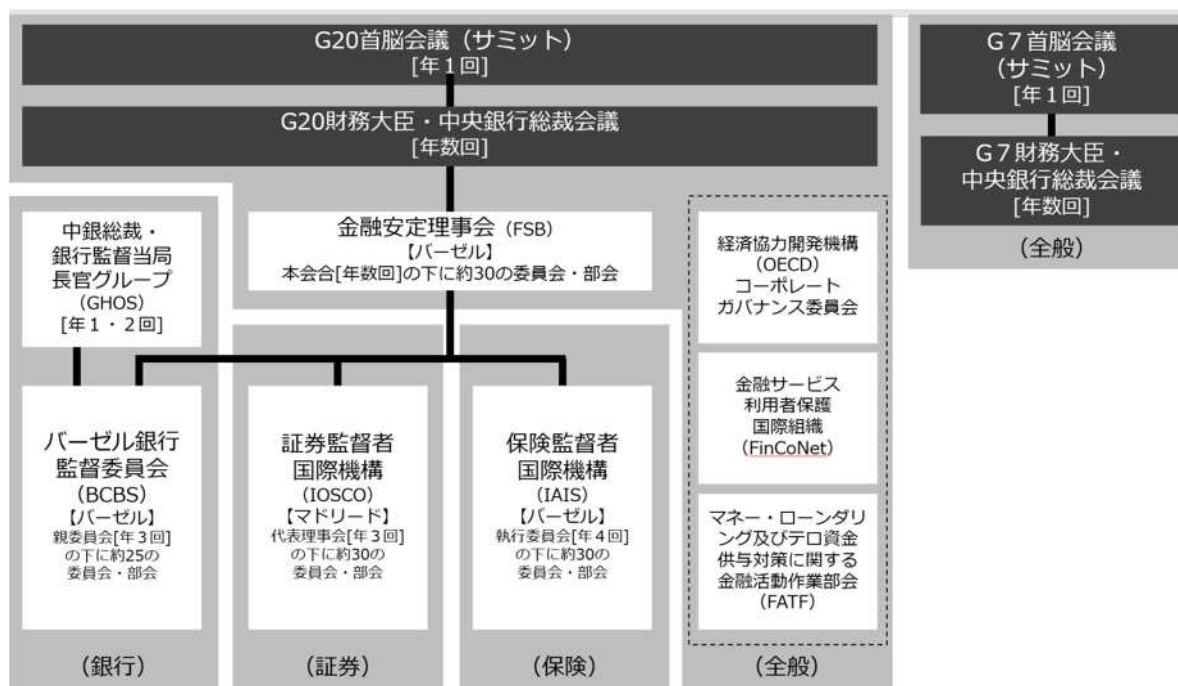 G20首脳会議（サミット）
[年１回]
G20財務大臣・中央銀行総裁会議
[年数回]
Ｇ７首脳会議
（サミット）
[年１回]
Ｇ７財務大臣・
中央銀行総裁会議
[年数回]
（全般）
中銀総裁・
銀行監督当局
長官グループ
(GHOS)
[年１・２回]
金融安定理事会 (FSB)
【バーゼル】
本会合[年数回]の下に約30の委員会・部会
バーゼル銀行
監督委員会
(BCBS)
【バーゼル】
親委員会[年３回]
の下に約25の
委員会・部会
（銀行）
証券監督者
国際機構
(IOSCO)
【マドリード】
代表理事会[年３回]
の下に約30の
委員会・部会
（証券）
保険監督者
国際機構
(IAIS)
【バーゼル】
執行委員会[年４回]
の下に約30の
委員会・部会
（保険）
経済協力開発機構
(OECD)
コーポレート
ガバナンス委員会
金融サービス
利用者保護
国際組織
(FinCoNet)
マネー・ローンダリ
ング及びテロ資金
供与対策に関する
金融活動作業部会
(FATF)
（全般）